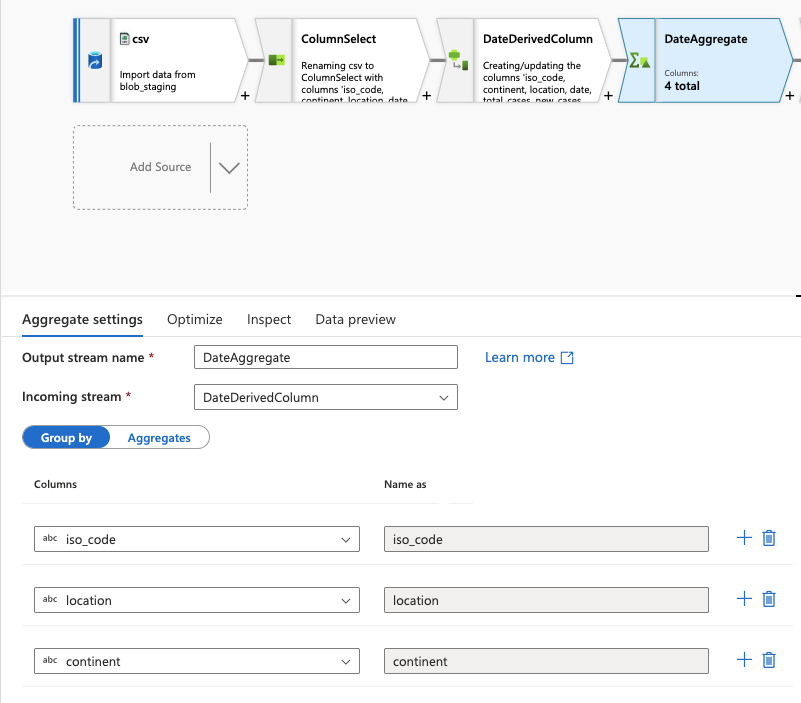 csv
Import data from
blob_staging
+
ColumnSelect
Renaming csv to
ColumnSelect with
columns 'iso_code,
continent, location, date,
+
DateDerivedColumn
Creating/updating the
columns 'iso_code,
continent, location, date,
total_cases, new_cases,
+
DateAggregate
Columns:
4 total
+
Add Source
Aggregate settings
Optimize
Inspect
Data preview
Output stream name *
DateAggregate
Learn more
Incoming stream *
DateDerivedColumn
Group by
Aggregates
Columns
Name as
abc iso_code
iso_code
abc location
location
abc continent
continent